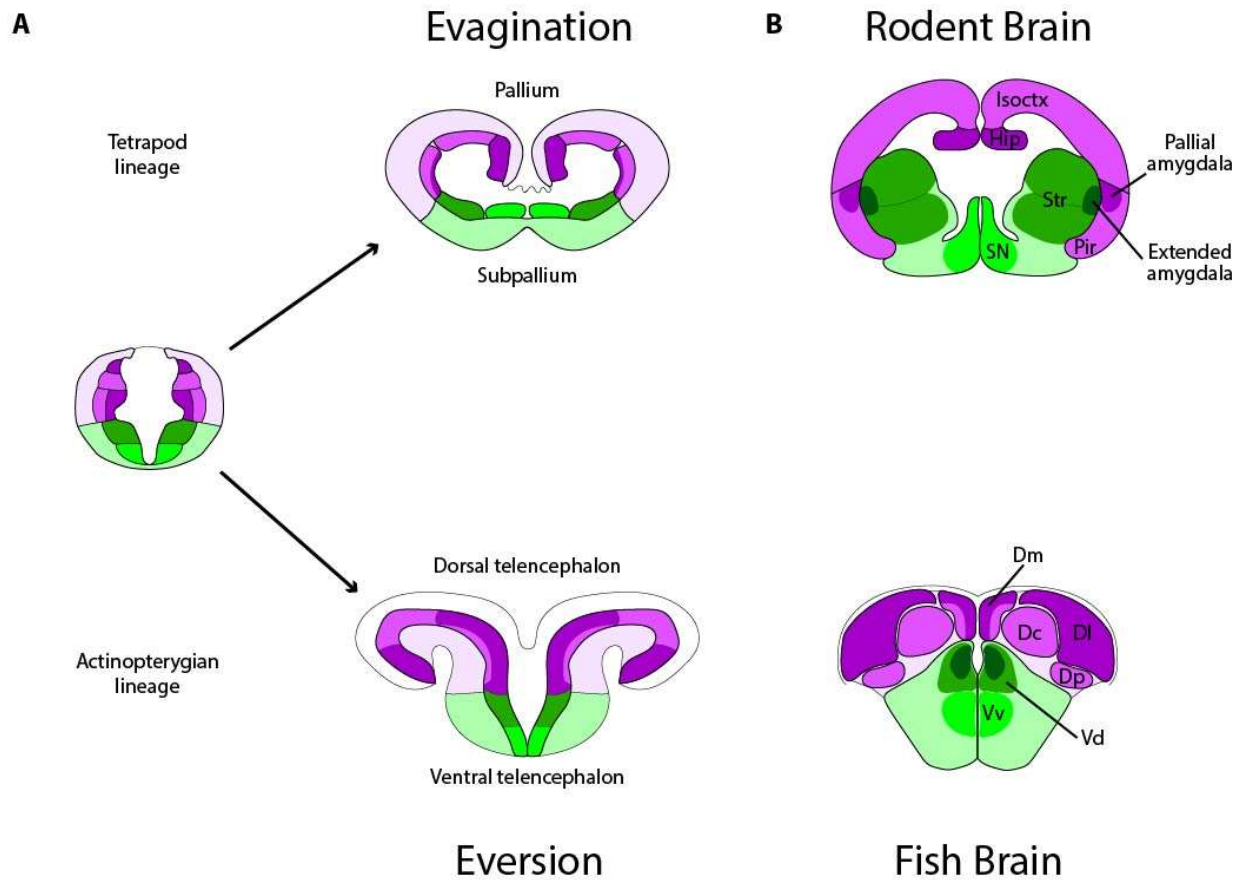 A
Evagination
Pallium
Tetrapod
lineage
Subpallium
Dorsal telencephalon
Actinopterygian
lineage
Ventral telencephalon
Eversion
B
Rodent Brain
Isoctx
Hip
Pallial
amygdala
Str
SN
Pir
Extended
amygdala
Dm
Dc
Dl
Dp
Vv
Vd
Fish Brain